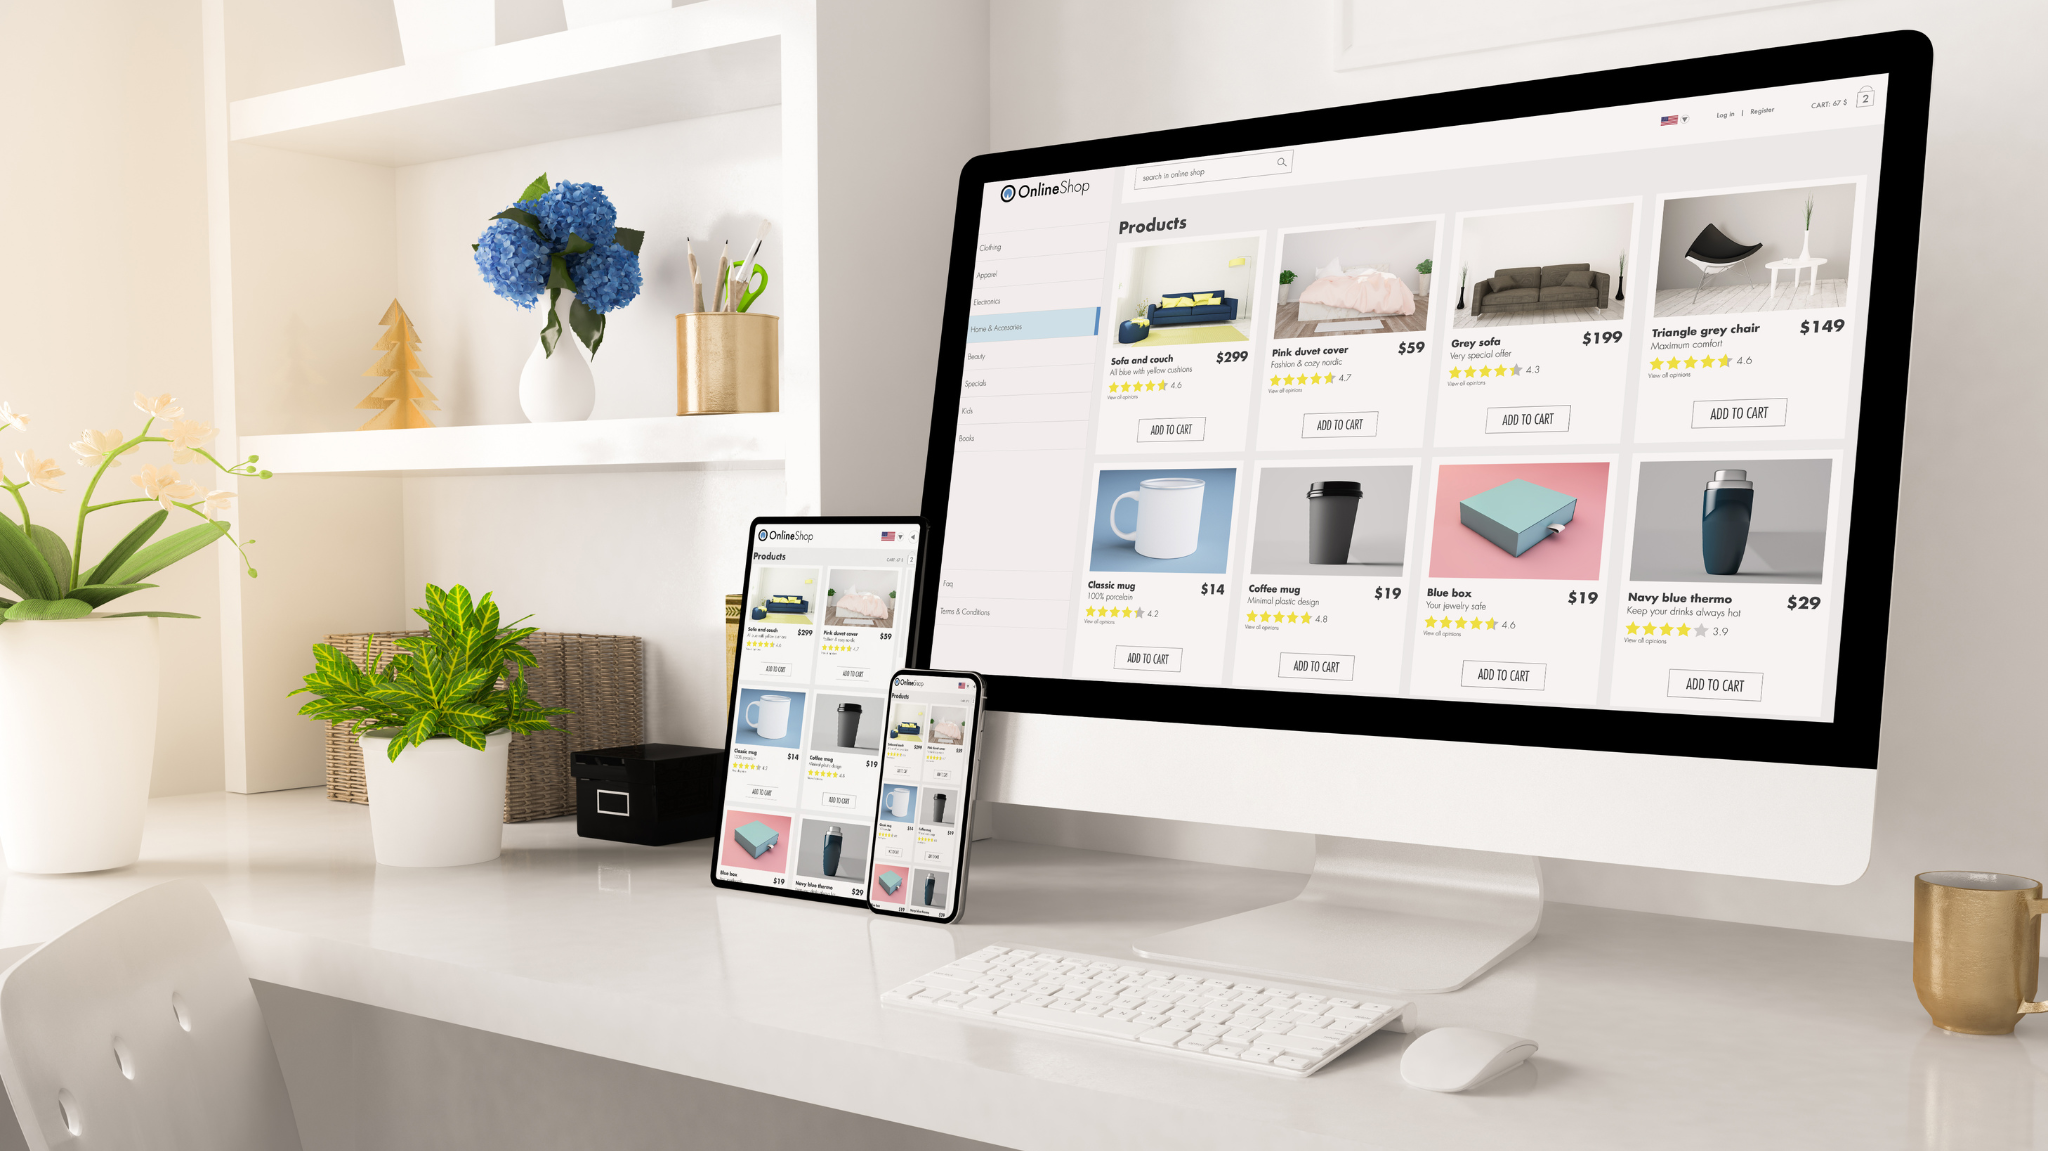 OnlineShop
search in online shop
Log in | Register
CART: 67 $
2
Clothing
Apparel
Electronics
Home & Accessories
Beauty
Specials
Kids
Books
Faq
Terms & Conditions
Products
Sofa and couch $299
All blue with yellow cushions
4.6
View all opinions
ADD TO CART
Pink duvet cover $59
Fashion & cozy nordic
4.7
View all opinions
ADD TO CART
Grey sofa $199
Very special offer
4.3
View all opinions
ADD TO CART
Triangle grey chair $149
Maximum comfort
4.6
View all opinions
ADD TO CART
Classic mug $14
100% porcelain
4.2
View all opinions
ADD TO CART
Coffee mug $19
Minimal plastic design
4.8
View all opinions
ADD TO CART
Blue box $19
Your jewelry safe
4.6
View all opinions
ADD TO CART
Navy blue thermo $29
Keep your drinks always hot
3.9
View all opinions
ADD TO CART
OnlineShop
Products
Sofa and couch $299
ADD TO CART
Pink duvet cover $59
ADD TO CART
Classic mug $14
ADD TO CART
Coffee mug $19
Minimal plastic design
ADD TO CART
Blue box $19
Navy blue thermo $29
OnlineShop
Products